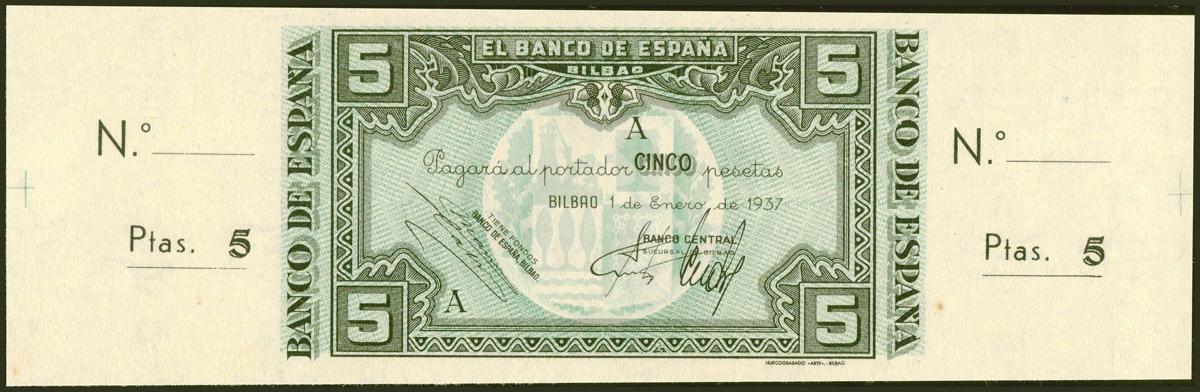 N.º
Ptas. 5
BANCO DE ESPAÑA
5
EL BANCO DE ESPAÑA
BILBAO
5
A
Pagará al portador CINCO pesetas
BILBAO 1 de Enero de 1937
TIENE FONDOS
BANCO DE ESPAÑA, BILBAO.
BANCO CENTRAL
SUCURSAL DE BILBAO
A
5
5
HUECOGRABADO «ARTE». - BILBAO
BANCO DE ESPAÑA
N.º
Ptas. 5